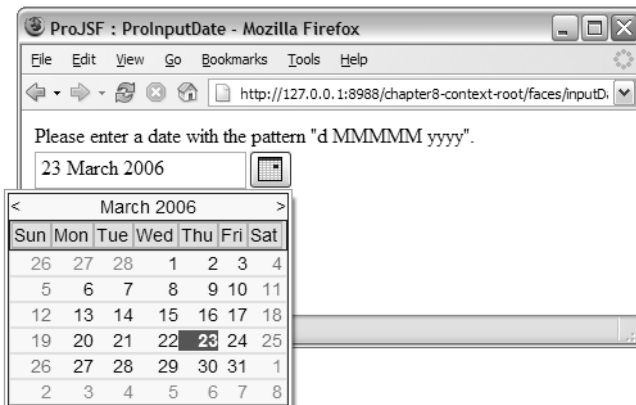 ProJSF : ProInputDate - Mozilla Firefox
File Edit View Go Bookmarks Tools Help
http://127.0.0.1:8988/chapter8-context-root/faces/inputD
Please enter a date with the pattern "d MMMMM yyyy".
23 March 2006
< March 2006 >
Sun Mon Tue Wed Thu Fri Sat
26 27 28 1 2 3 4
5 6 7 8 9 10 11
12 13 14 15 16 17 18
19 20 21 22 23 24 25
26 27 28 29 30 31 1
2 3 4 5 6 7 8